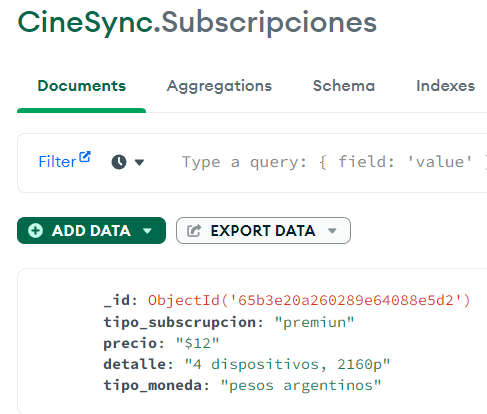 CineSync.Subscripciones
Documents Aggregations Schema Indexes
Filter Type a query: { field: 'value' }
ADD DATA EXPORT DATA
_id: ObjectId('65b3e20a260289e64088e5d2')
tipo_subscrupcion: "premiun"
precio: "$12"
detalle: "4 dispositivos, 2160p"
tipo_moneda: "pesos argentinos"